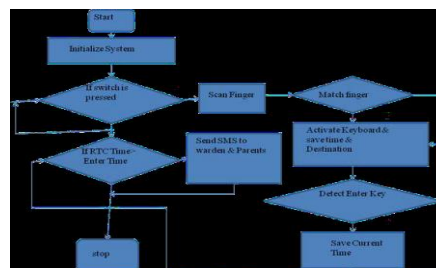 Start
Initialize System
If switch is
pressed
Scan Finger
Match finger
If RTC Time=
Enter Time
Send SMS to
warden & Parents
Activate Keyboard &
savetime &
Destination
Detect Enter Key
Save Current
Time
stop